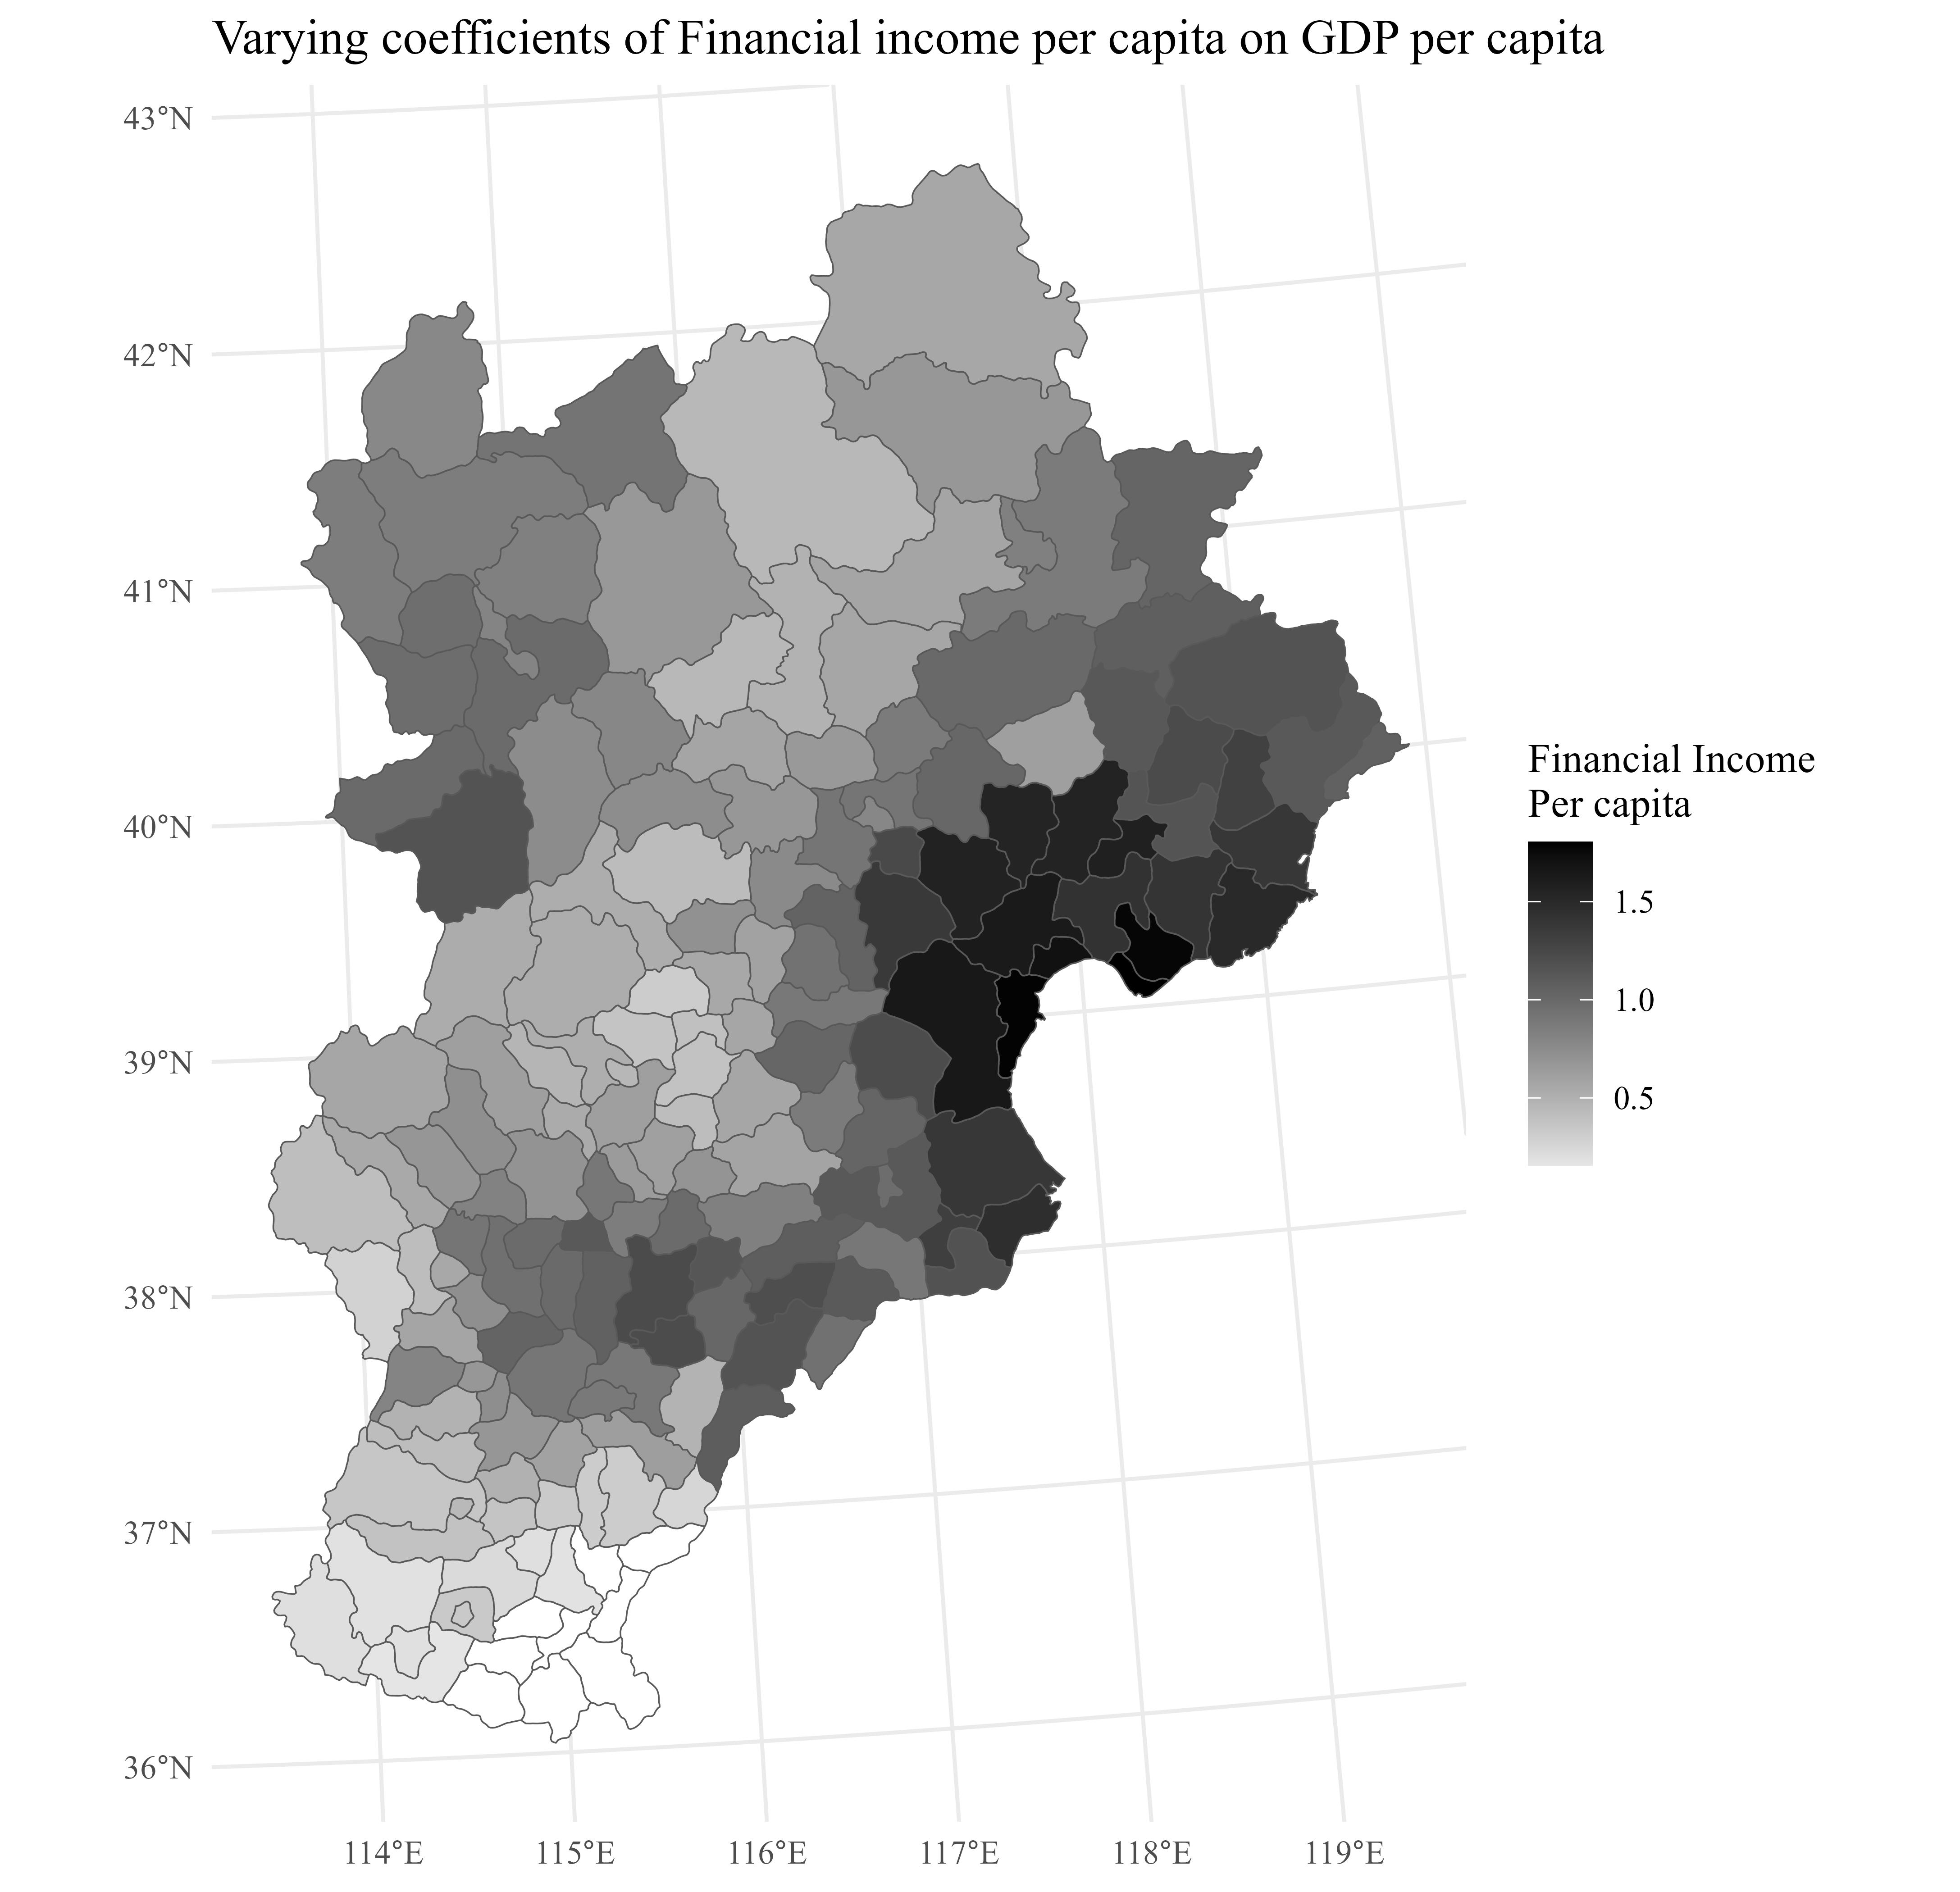 Varying coefficients of Financial income per capita on GDP per capita
43°N
42°N
41°N
40°N
39°N
38°N
37°N
36°N
114°E
115°E
116°E
117°E
118°E
119°E
Financial Income
Per capita
1.5
1.0
0.5